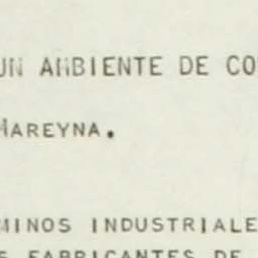 UN AMBIENTE DE CO
MAREYNA.
MINOS INDUSTRIALE
S FABRICANTES DE